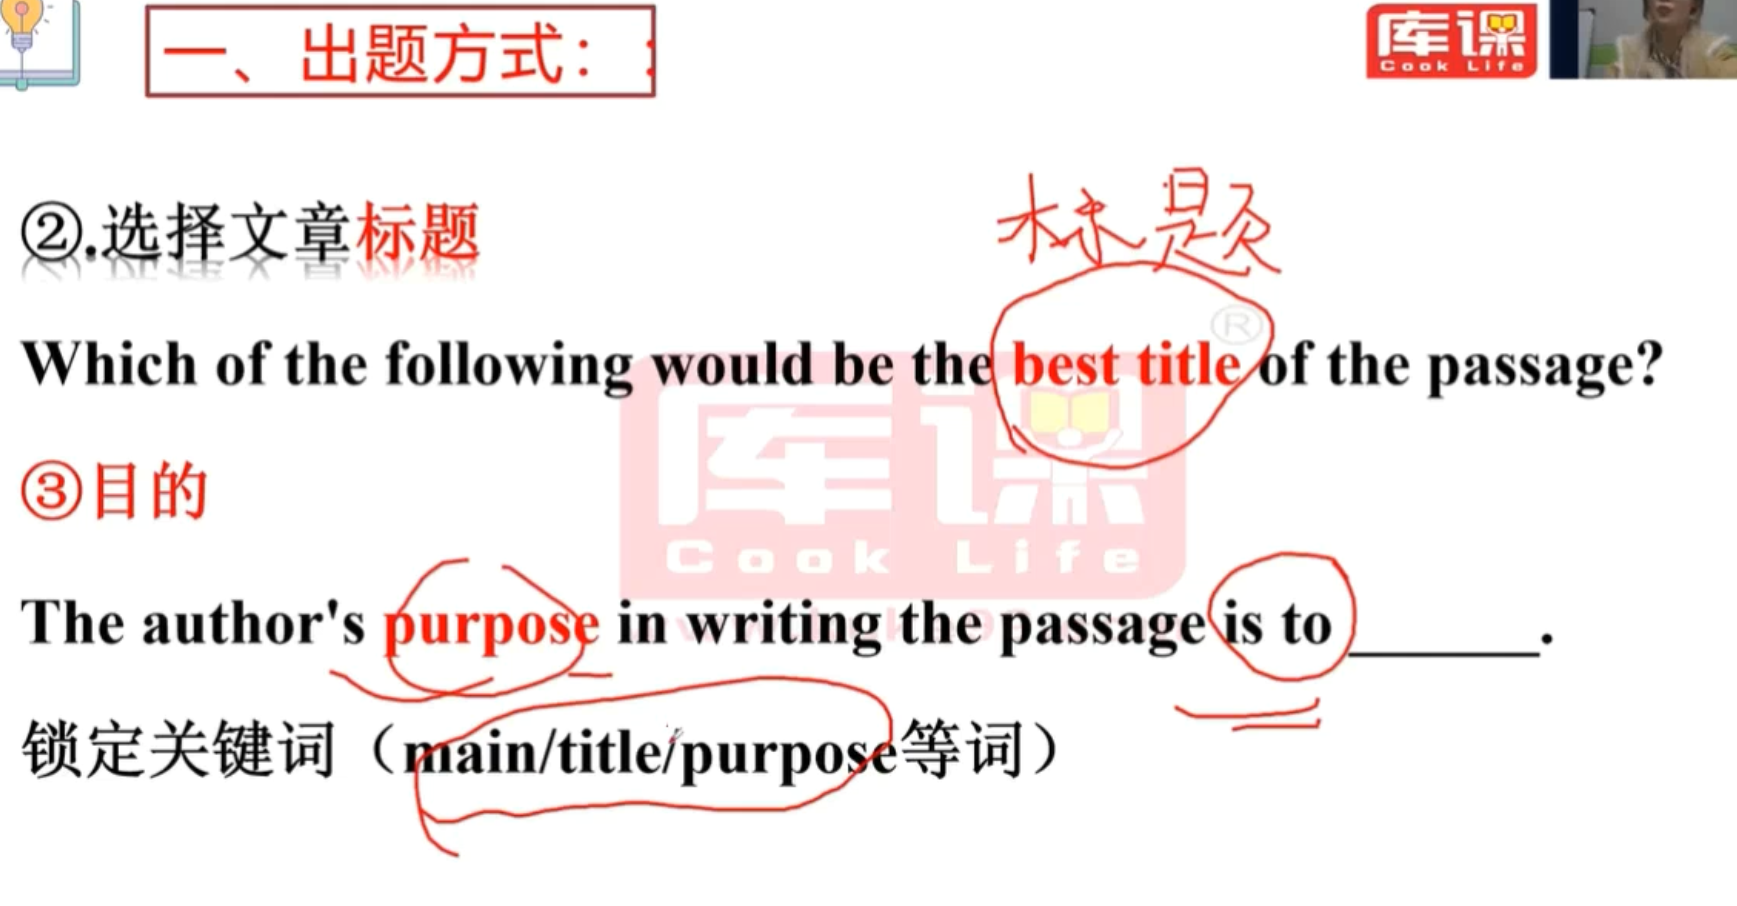 一、出题方式：
库课
Cook Life
②.选择文章标题
标题
Which of the following would be the best title of the passage?
®
库课
Cook Life
③目的
The author's purpose in writing the passage is to ______.
锁定关键词（main/title/purpose等词）